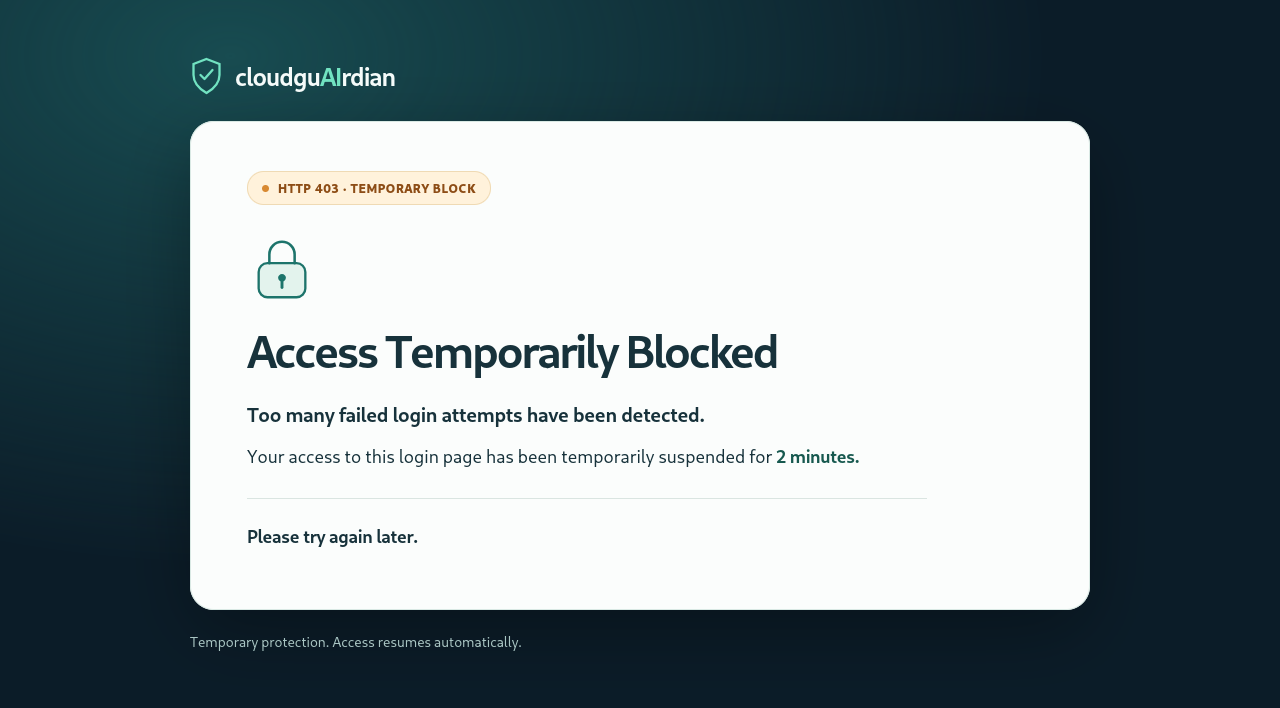 cloudguAIrdian
HTTP 403 · TEMPORARY BLOCK
Access Temporarily Blocked
Too many failed login attempts have been detected.
Your access to this login page has been temporarily suspended for 2 minutes.
Please try again later.
Temporary protection. Access resumes automatically.